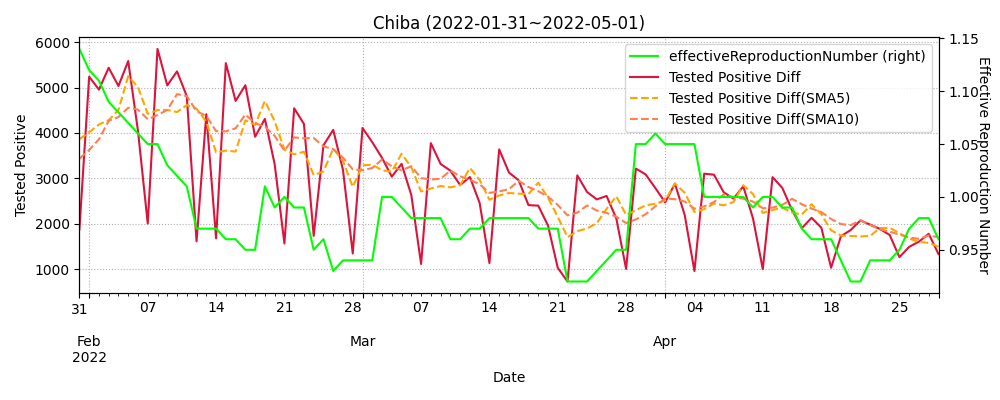 Chiba (2022-01-31~2022-05-01)
effectiveReproductionNumber (right)
Tested Positive Diff
Tested Positive Diff(SMA5)
Tested Positive Diff(SMA10)
Tested Positive
6000
5000
4000
3000
2000
1000
1.15
1.10
1.05
1.00
0.95
Effective Reproduction Number
31 07 14 21 28 07 14 21 28 04 11 18 25
Feb Mar Apr
2022
Date